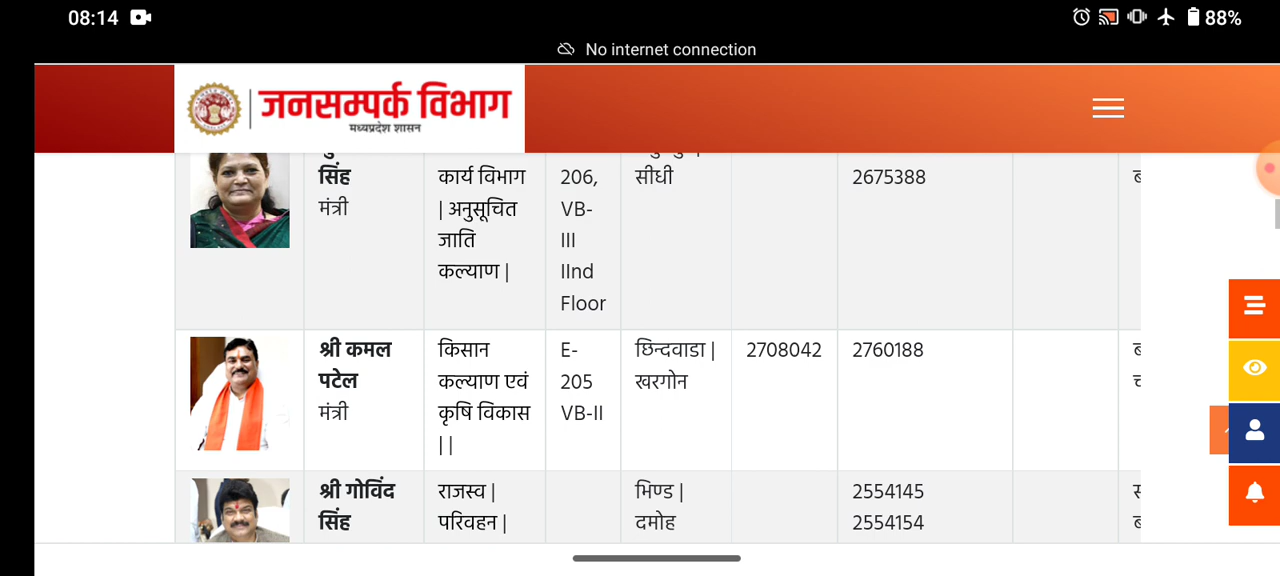 08:14
88%
No internet connection
जनसम्पर्क विभाग
मध्यप्रदेश शासन
सिंह
मंत्री
कार्य विभाग
| अनुसूचित
जाति
कल्याण |
206,
VB-
III
IInd
Floor
सीधी
2675388
श्री कमल
पटेल
मंत्री
किसान
कल्याण एवं
कृषि विकास
| |
E-
205
VB-II
छिन्दवाडा |
खरगोन
2708042
2760188
श्री गोविंद
सिंह
राजस्व |
परिवहन |
भिण्ड |
दमोह
2554145
2554154